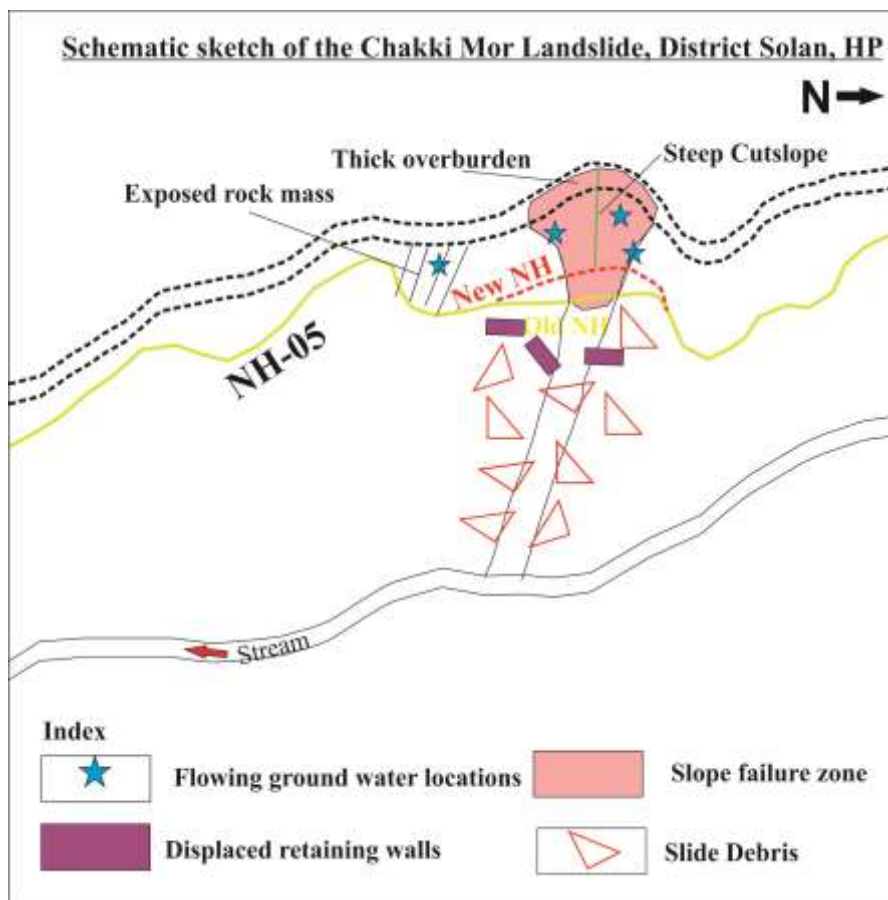 Schematic sketch of the Chakki Mor Landslide, District Solan, HP
N
Thick overburden
Steep Cutslope
Exposed rock mass
New NH
Old NH
NH-05
Stream
Index
Flowing ground water locations
Slope failure zone
Displaced retaining walls
Slide Debris